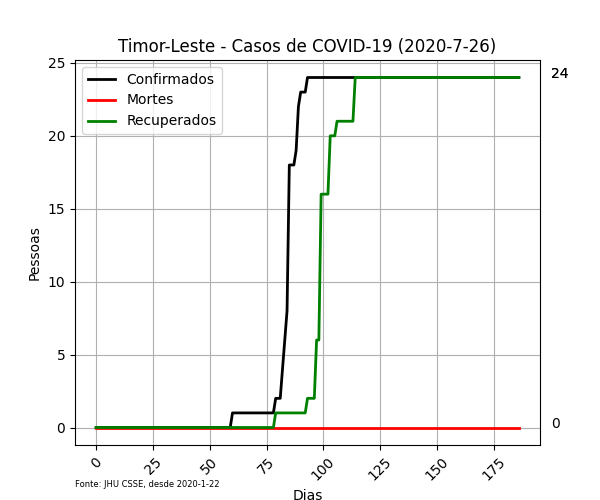 Timor-Leste - Casos de COVID-19 (2020-7-26)
25
20
15
10
5
0
Pessoas
Confirmados
Mortes
Recuperados
24
0
0
25
50
75
100
125
150
175
Fonte: JHU CSSE, desde 2020-1-22
Dias